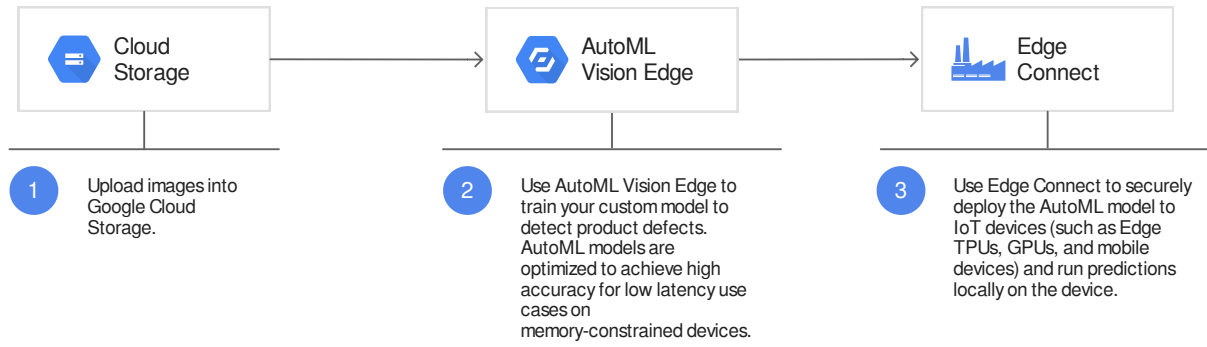 Cloud
Storage
AutoML
Vision Edge
Edge
Connect
1
Upload images into
Google Cloud
Storage.
2
Use AutoML Vision Edge to
train your custom model to
detect product defects.
AutoML models are
optimized to achieve high
accuracy for low latency use
cases on
memory-constrained devices.
3
Use Edge Connect to securely
deploy the AutoML model to
IoT devices (such as Edge
TPUs, GPUs, and mobile
devices) and run predictions
locally on the device.